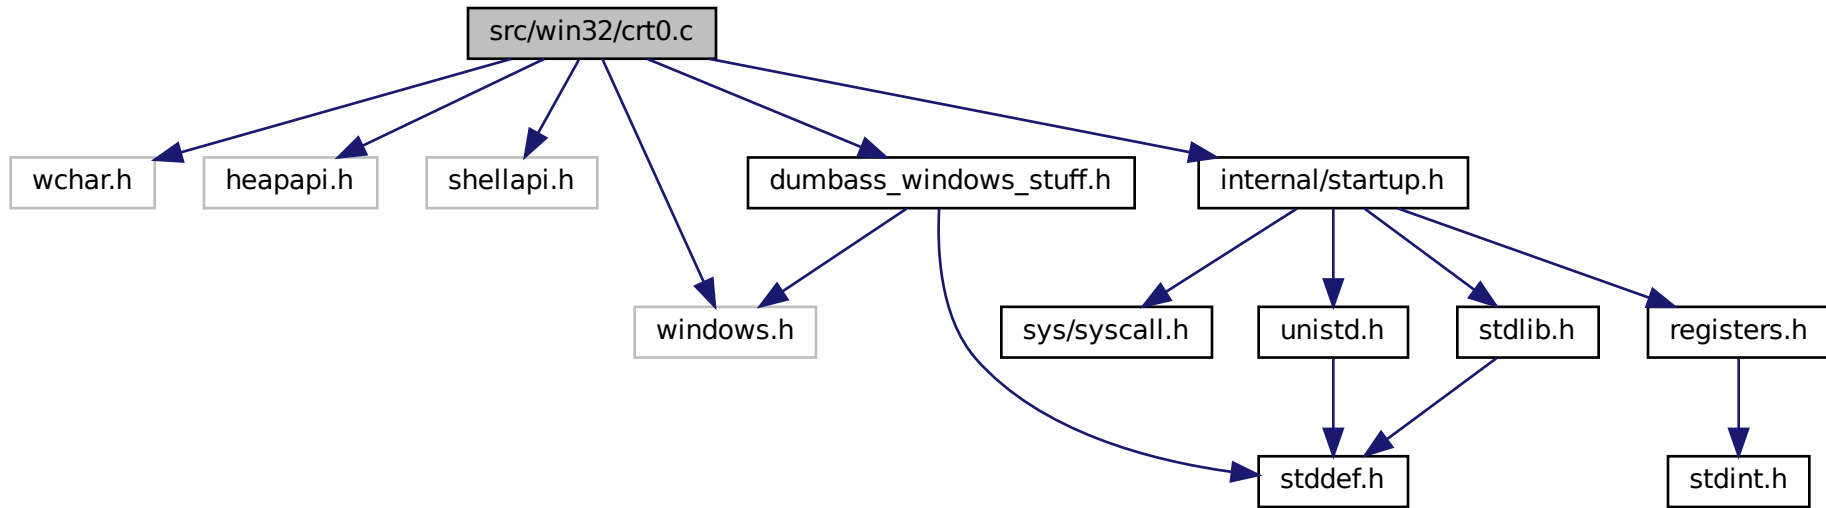 src/win32/crt0.c
wchar.h
heapapi.h
shellapi.h
dumbass_windows_stuff.h
internal/startup.h
windows.h
sys/syscall.h
unistd.h
stdlib.h
registers.h
stddef.h
stdint.h